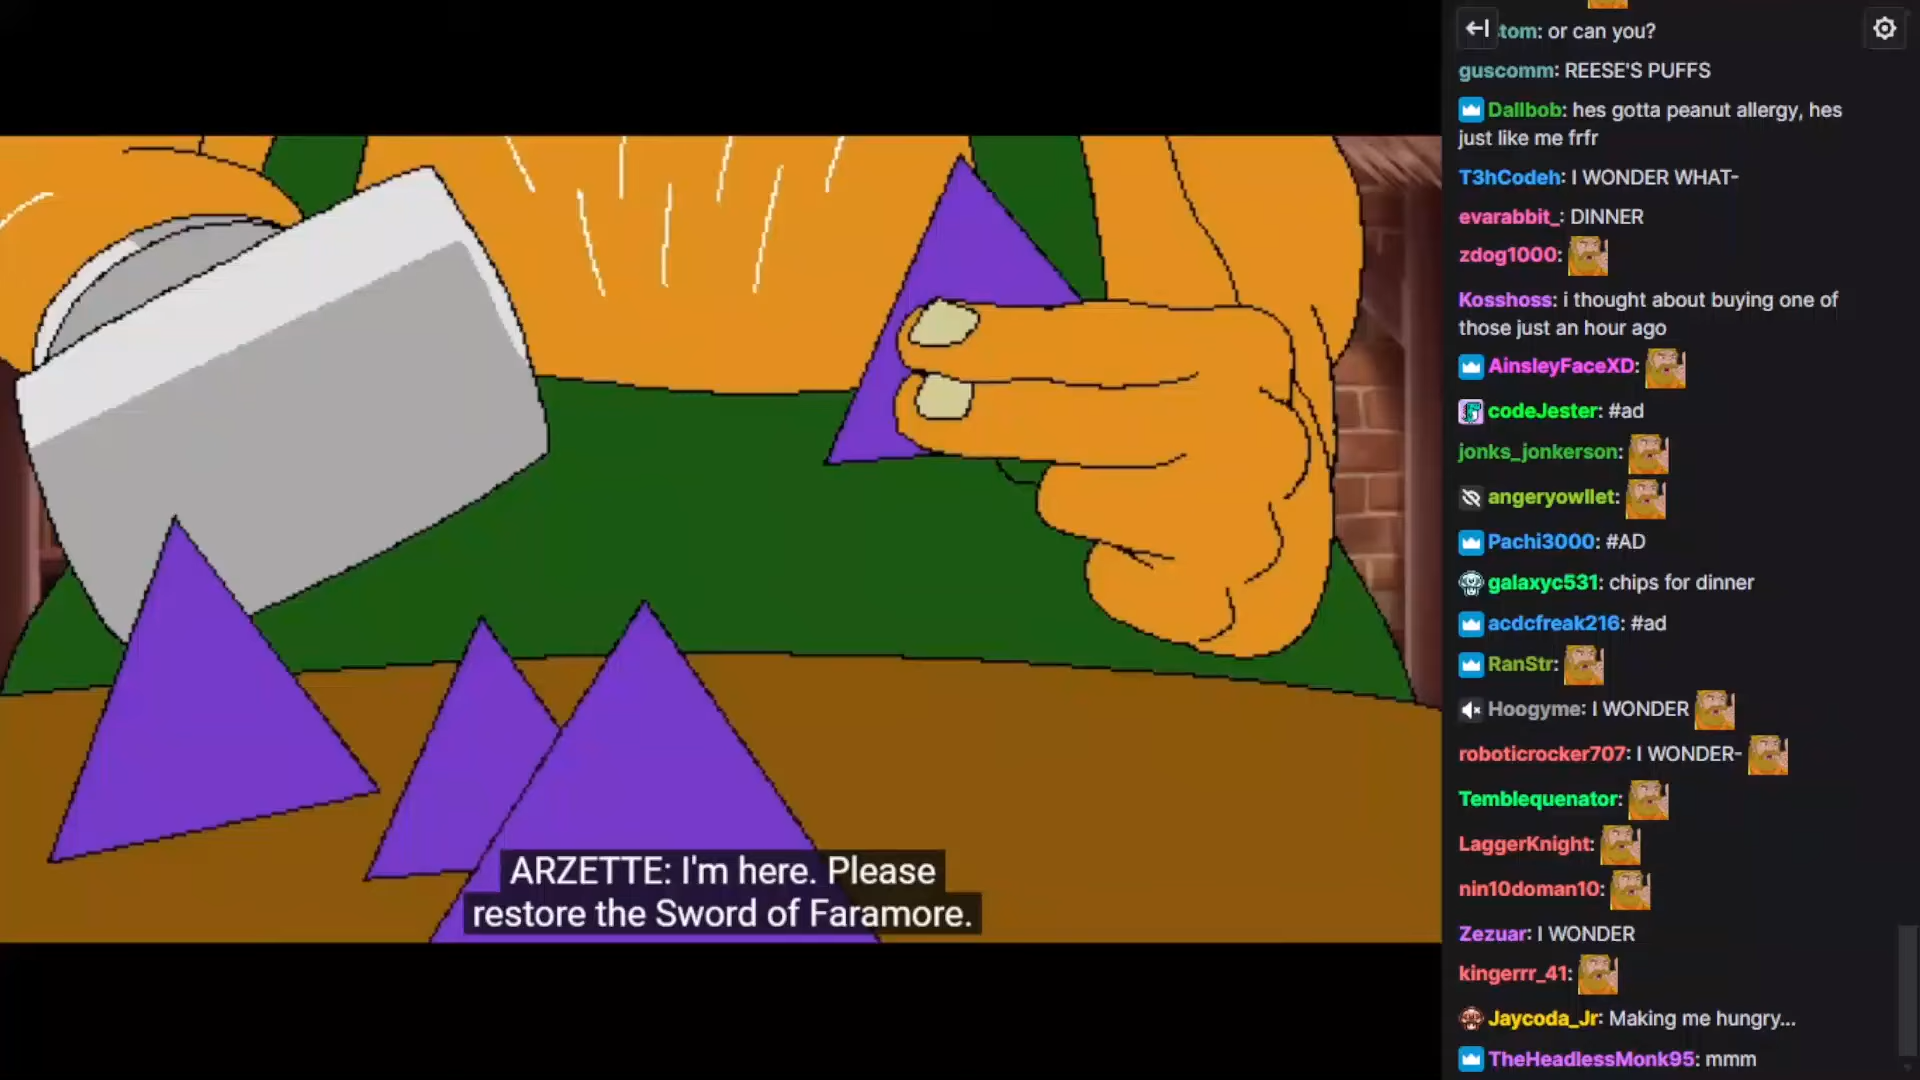 ARZETTE: I'm here. Please
restore the Sword of Faramore.
tom: or can you?
guscomm: REESE'S PUFFS
Dallbob: hes gotta peanut allergy, hes
just like me frfr
T3hCodeh: I WONDER WHAT-
evarabbit_: DINNER
zdog1000:
Kosshoss: i thought about buying one of
those just an hour ago
AinsleyFaceXD:
codeJester: #ad
jonks_jonkerson:
angeryowllet:
Pachi3000: #AD
galaxyc531: chips for dinner
acdcfreak216: #ad
RanStr:
Hoogyme: I WONDER
roboticrocker707: I WONDER-
Temblequenator:
LaggerKnight:
nin10doman10:
Zezuar: I WONDER
kingerrr_41:
Jaycoda_Jr: Making me hungry...
TheHeadlessMonk95: mmm